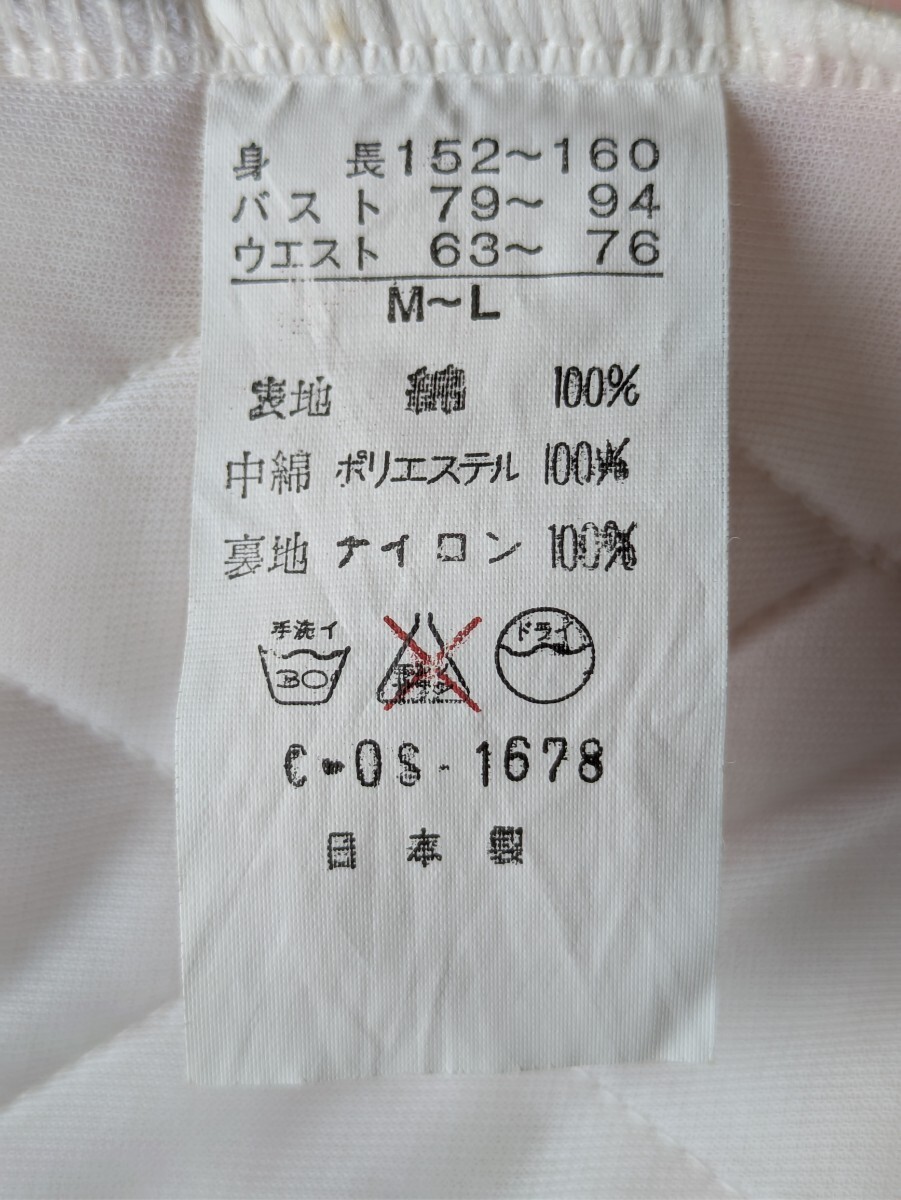 身長152～160
バスト 79～ 94
ウエスト 63～ 76
M～L
表地 綿 100%
中綿 ポリエステル 100%
裏地 ナイロン 100%
手洗イ ドライ
30
C-OS-1678
日本製